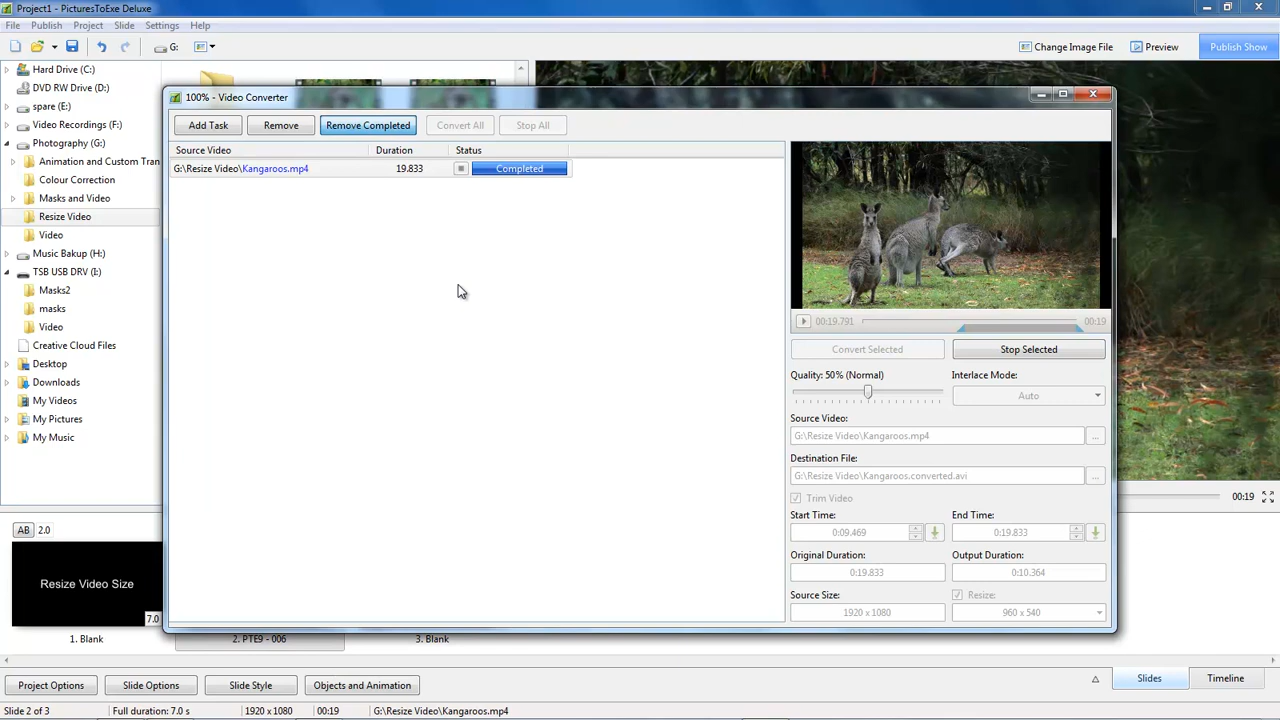 Project1 - PicturesToExe Deluxe
File Publish Project Slide Settings Help
G:
Change Image File Preview Publish Show
Hard Drive (C:)
DVD RW Drive (D:)
spare (E:)
Video Recordings (F:)
Photography (G:)
Animation and Custom Tran
Colour Correction
Masks and Video
Resize Video
Video
Music Bakup (H:)
TSB USB DRV (E:)
Masks2
masks
Video
Creative Cloud Files
Desktop
Downloads
My Videos
My Pictures
My Music
100% - Video Converter
Add Task Remove Remove Completed Convert All Stop All
Source Video Duration Status
G:\Resize Video\Kangaroos.mp4 19.833 Completed
00:19.791 00:19
Convert Selected Stop Selected
Quality: 50% (Normal) Interlace Mode:
Auto
Source Video:
G:\Resize Video\Kangaroos.mp4 ...
Destination File:
G:\Resize Video\Kangaroos.converted.avi ...
Trim Video
Start Time: End Time:
0:09.469 0:19.833
Original Duration: Output Duration:
0:19.833 0:10.364
Source Size: Resize:
1920 x 1080 960 x 540
00:19
AB 2.0
Resize Video Size
7.0
1. Blank 2. PTE9 - 006 3. Blank
Project Options Slide Options Slide Style Objects and Animation Slides Timeline
Slide 2 of 3 Full duration: 7.0 s 1920 x 1080 00:19 G:\Resize Video\Kangaroos.mp4